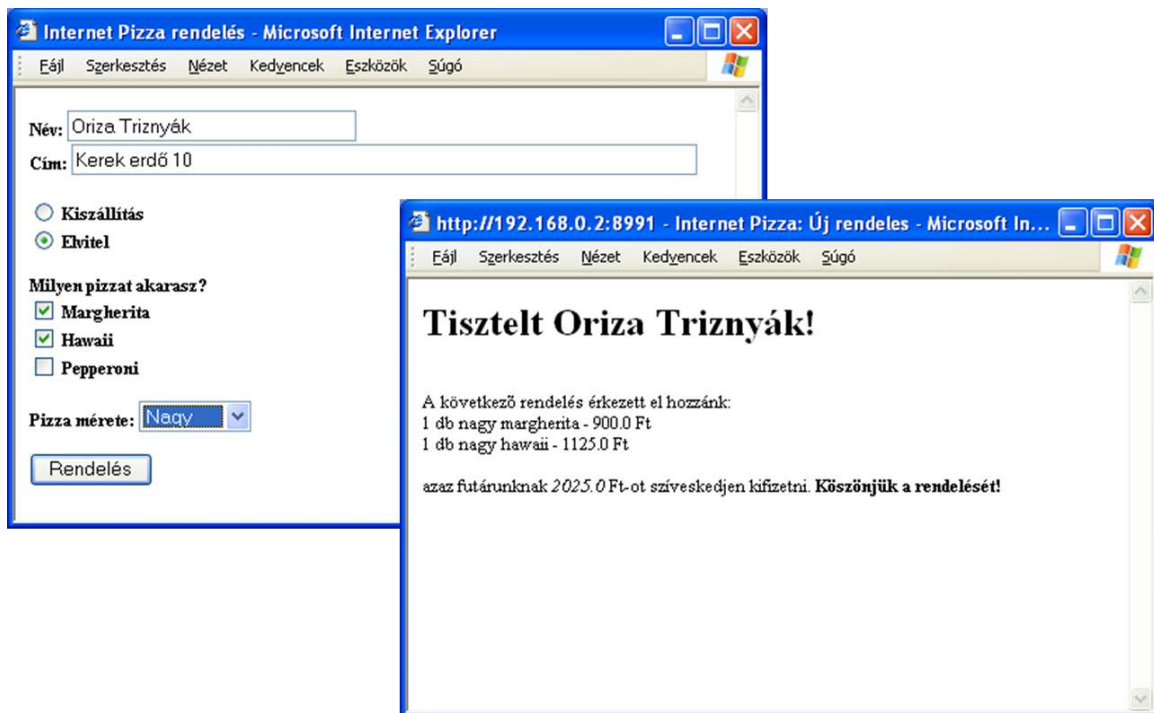 Internet Pizza rendelés - Microsoft Internet Explorer
Fájl Szerkesztés Nézet Kedvencek Eszközök Súgó
Név: Oriza Triznyák
Cím: Kerek erdő 10
Kiszállítás
Elvitel
Milyen pizzat akarasz?
Margherita
Hawaii
Pepperoni
Pizza mérete: Nagy
Rendelés
http://192.168.0.2:8991 - Internet Pizza: Új rendeles - Microsoft In...
Fájl Szerkesztés Nézet Kedvencek Eszközök Súgó
Tisztelt Oriza Triznyák!
A következő rendelés érkezett el hozzánk:
1 db nagy margherita - 900.0 Ft
1 db nagy hawaii - 1125.0 Ft
azaz futárunknak 2025.0 Ft-ot szíveskedjen kifizetni. Köszönjük a rendelését!